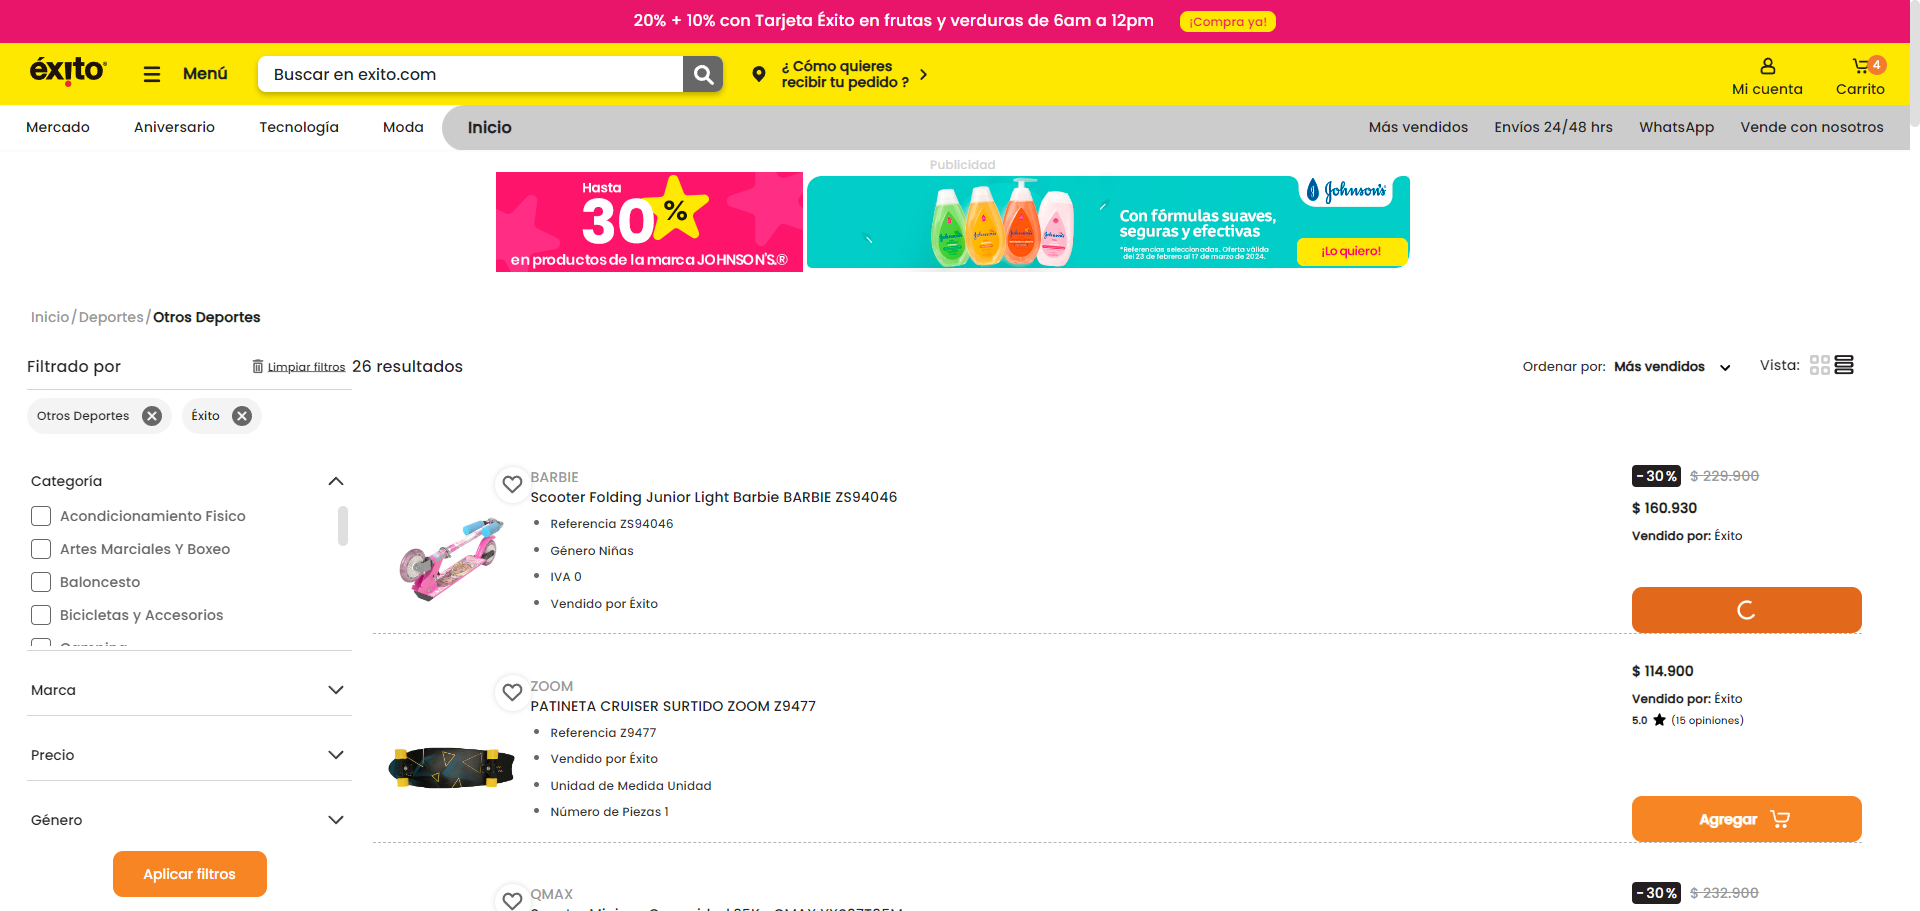 20% + 10% con Tarjeta Éxito en frutas y verduras de 6am a 12pm
¡Compra ya!
éxito
Menú
Buscar en exito.com
¿ Cómo quieres
recibir tu pedido ?
Mi cuenta
4
Carrito
Mercado
Aniversario
Tecnología
Moda
Inicio
Más vendidos
Envíos 24/48 hrs
WhatsApp
Vende con nosotros
Publicidad
Hasta
30%
en productos de la marca JOHNSON'S.®
Johnson's
Con fórmulas suaves,
seguras y efectivas
*Referencias seleccionadas. Oferta válida
del 23 de febrero al 17 de marzo de 2024.
¡Lo quiero!
Inicio / Deportes / Otros Deportes
Filtrado por
Limpiar filtros
26 resultados
Ordenar por: Más vendidos
Vista:
Otros Deportes
Éxito
Categoría
Acondicionamiento Fisico
Artes Marciales Y Boxeo
Baloncesto
Bicicletas y Accesorios
Marca
Precio
Género
Aplicar filtros
BARBIE
Scooter Folding Junior Light Barbie BARBIE ZS94046
Referencia ZS94046
Género Niñas
IVA 0
Vendido por Éxito
-30%
$ 229.900
$ 160.930
Vendido por: Éxito
ZOOM
PATINETA CRUISER SURTIDO ZOOM Z9477
Referencia Z9477
Vendido por Éxito
Unidad de Medida Unidad
Número de Piezas 1
$ 114.900
Vendido por: Éxito
5.0 ★ (15 opiniones)
Agregar
QMAX
-30%
$ 232.900